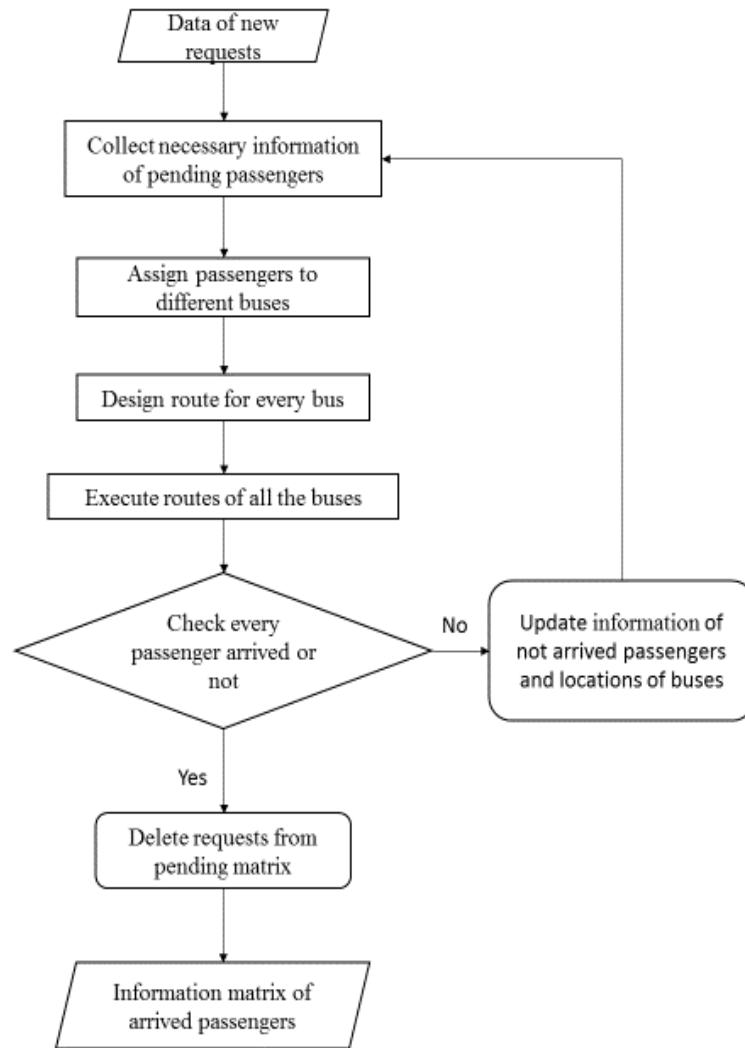 Data of new
requests
Collect necessary information
of pending passengers
Assign passengers to
different buses
Design route for every bus
Execute routes of all the buses
Check every
passenger arrived or
not
No
Update information of
not arrived passengers
and locations of buses
Yes
Delete requests from
pending matrix
Information matrix of
arrived passengers